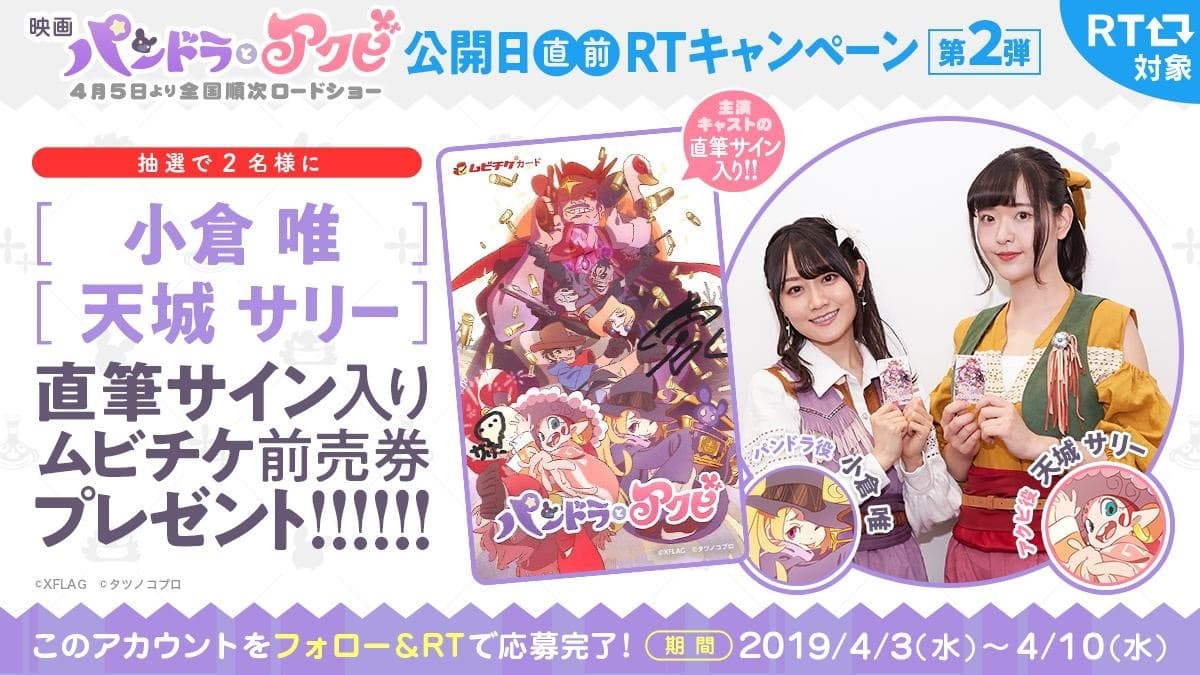 映画
パンドラとアクビ
4月5日より全国順次ロードショー
公開日直前RTキャンペーン
第2弾
RT
対象
抽選で2名様に
小倉 唯
天城 サリー
直筆サイン入り
ムビチケ前売券
プレゼント!!!!!!
©XFLAG ©タツノコプロ
ムビチケカード
主演
キャストの
直筆サイン
入り!!
パンドラとアクビ
©XFLAG ©タツノコプロ
パンドラ役
小倉 唯
アクビ役
天城 サリー
このアカウントをフォロー&RTで応募完了!
期間
2019/4/3(水)~4/10(水)